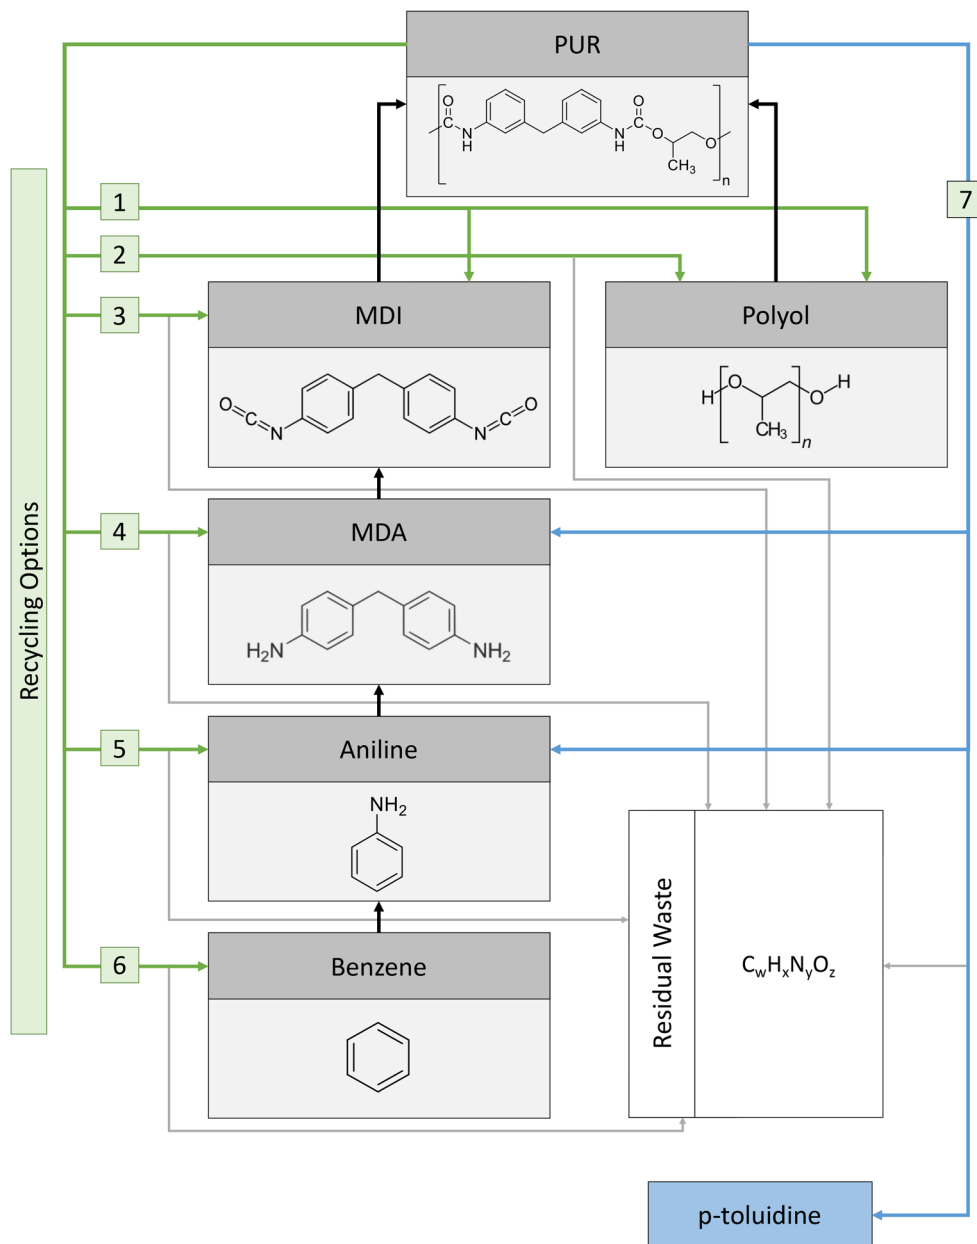 PUR
O
C
N
H
N
H
O
C
O
CH₃
O
n
7
1
2
3
MDI
O
C
N
N
C
O
Polyol
H
O
CH₃
n
O
H
Recycling Options
4
MDA
H₂N
NH₂
5
Aniline
NH₂
6
Benzene
Residual Waste
CwHxNyOz
p-toluidine